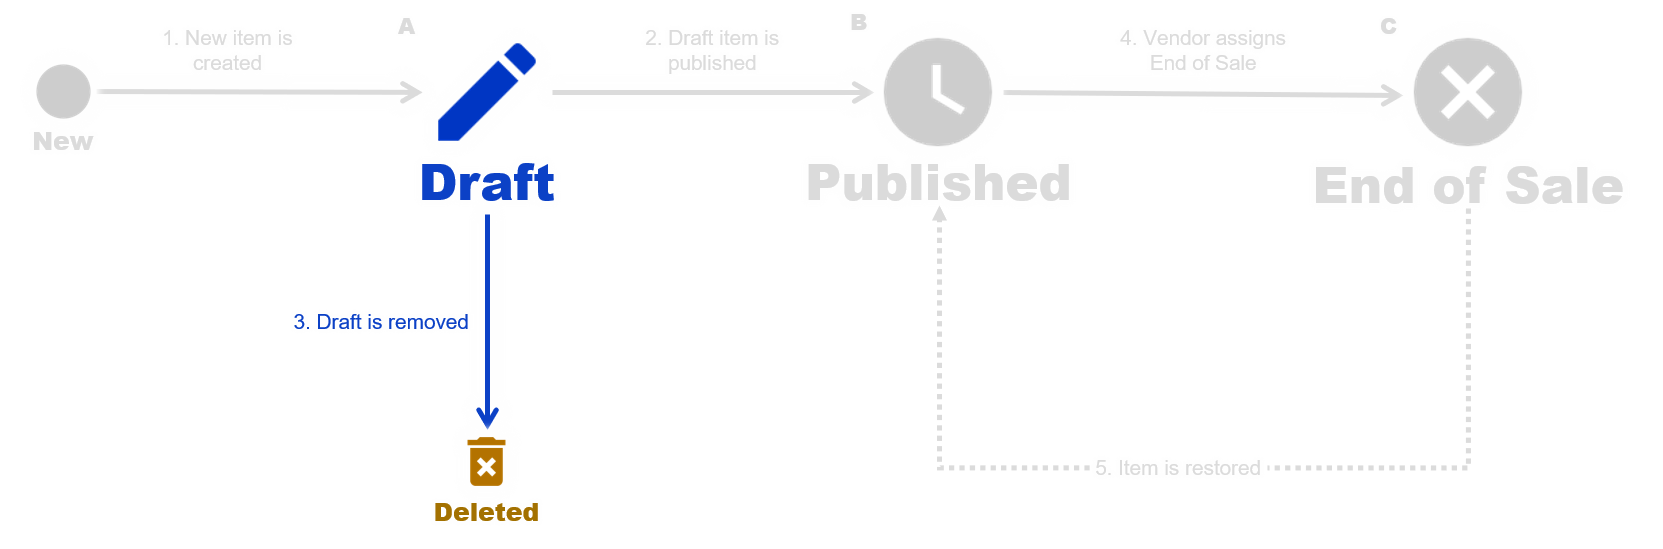 A
1. New item is
created
New
Draft
B
2. Draft item is
published
Published
C
4. Vendor assigns
End of Sale
End of Sale
3. Draft is removed
Deleted
5. Item is restored